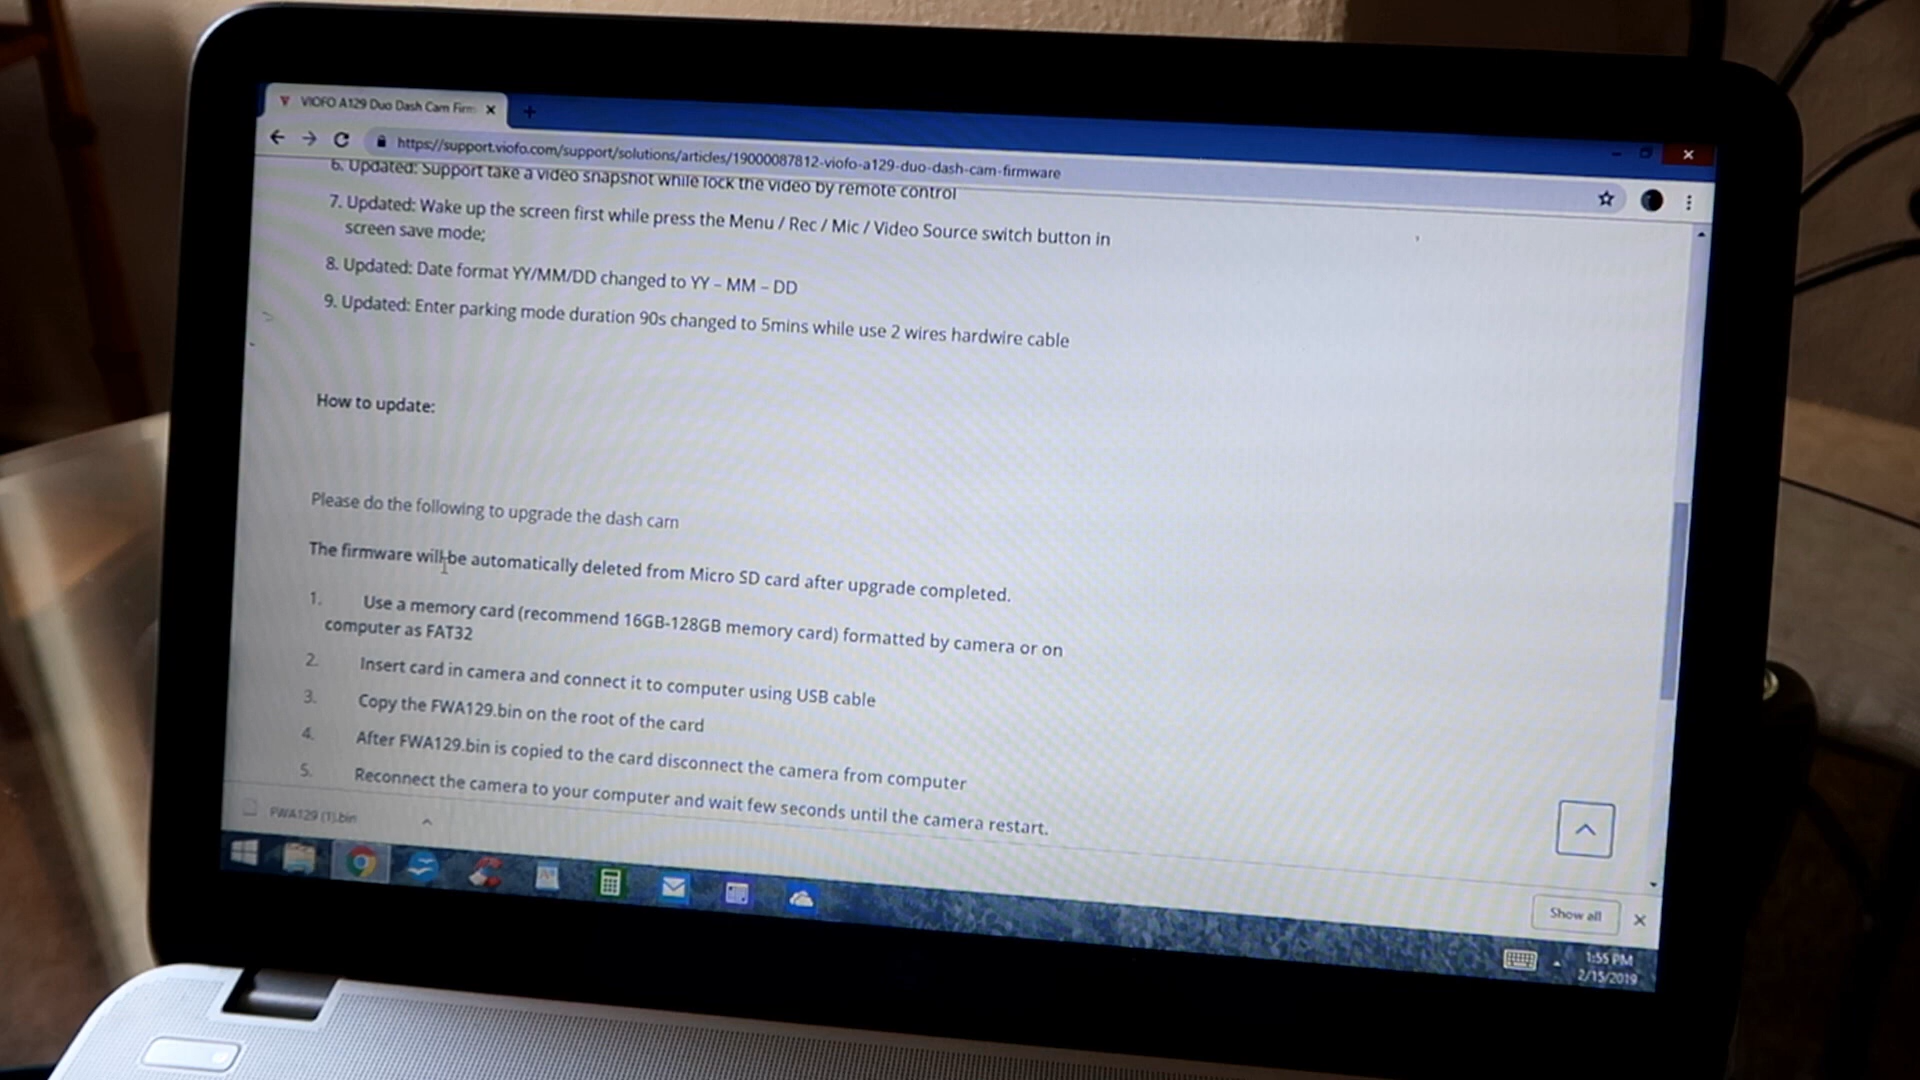 VIOFO A129 Duo Dash Cam Firm
https://support.viofo.com/support/solutions/articles/19000087812-viofo-a129-duo-dash-cam-firmware
6. Updated: Support take a video snapshot while lock the video by remote control
7. Updated: Wake up the screen first while press the Menu / Rec / Mic / Video Source switch button in
screen save mode;
8. Updated: Date format YY/MM/DD changed to YY – MM – DD
9. Updated: Enter parking mode duration 90s changed to 5mins while use 2 wires hardwire cable
How to update:
Please do the following to upgrade the dash cam
The firmware will be automatically deleted from Micro SD card after upgrade completed.
1. Use a memory card (recommend 16GB-128GB memory card) formatted by camera or on
computer as FAT32
2. Insert card in camera and connect it to computer using USB cable
3. Copy the FWA129.bin on the root of the card
4. After FWA129.bin is copied to the card disconnect the camera from computer
5. Reconnect the camera to your computer and wait few seconds until the camera restart.
FWA129 (1).bin
Show all
1:55 PM
2/15/2019